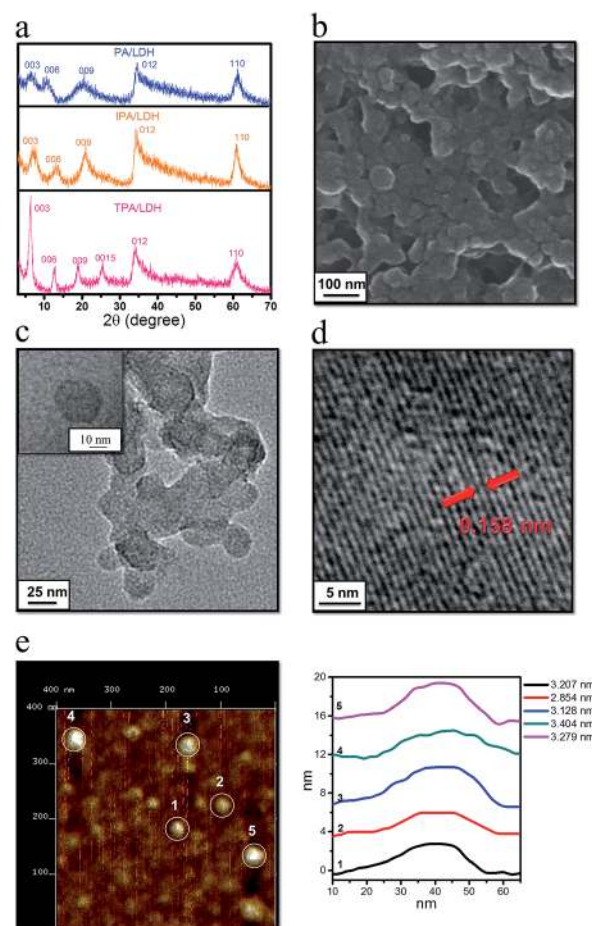 a
PA/LDH
003 006 009 012 110
IPA/LDH
003 006 009 012 110
TPA/LDH
003 006 009 0015 012 110
10 20 30 40 50 60 70
2θ (degree)
b
100 nm
c
10 nm
25 nm
d
0.158 nm
5 nm
e
400 nm 300 200 100
400 nm
300
200
100
4 3 2 1 5
20
16
12
8
4
0
nm
5
4
3
2
1
10 20 30 40 50 60
nm
3.207 nm
2.854 nm
3.128 nm
3.404 nm
3.279 nm